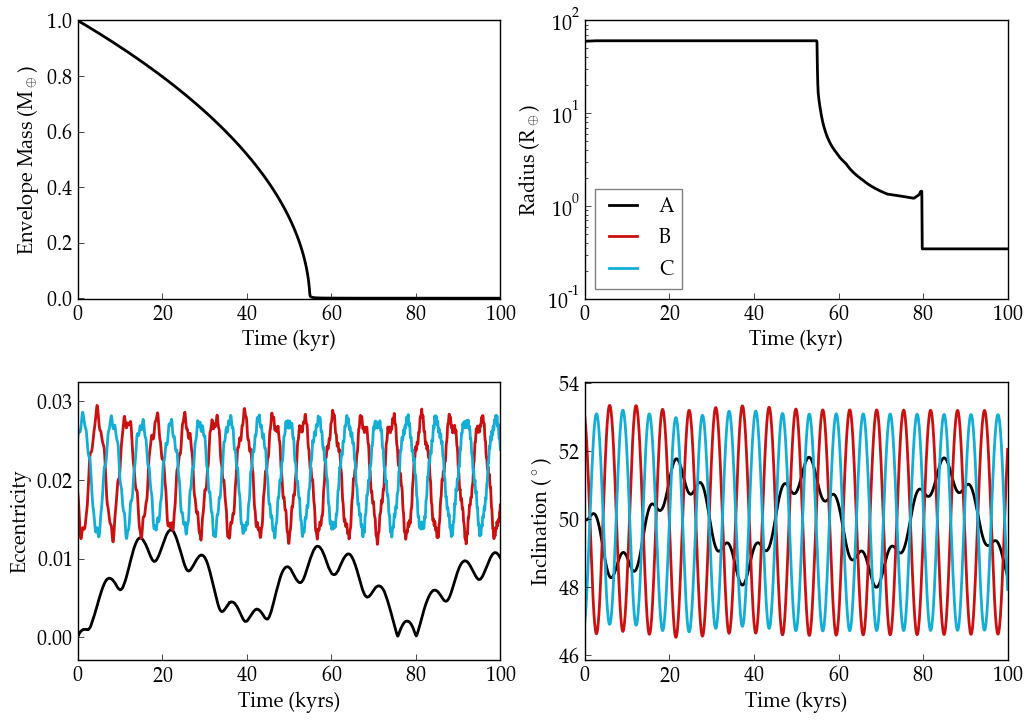 1.0
0.8
0.6
0.4
0.2
0.0
Envelope Mass (M⊕)
0 20 40 60 80 100
Time (kyr)
10²
10¹
10⁰
10⁻¹
Radius (R⊕)
A
B
C
0 20 40 60 80 100
Time (kyr)
0.03
0.02
0.01
0.00
Eccentricity
0 20 40 60 80 100
Time (kyrs)
54
52
50
48
46
Inclination (°)
0 20 40 60 80 100
Time (kyrs)